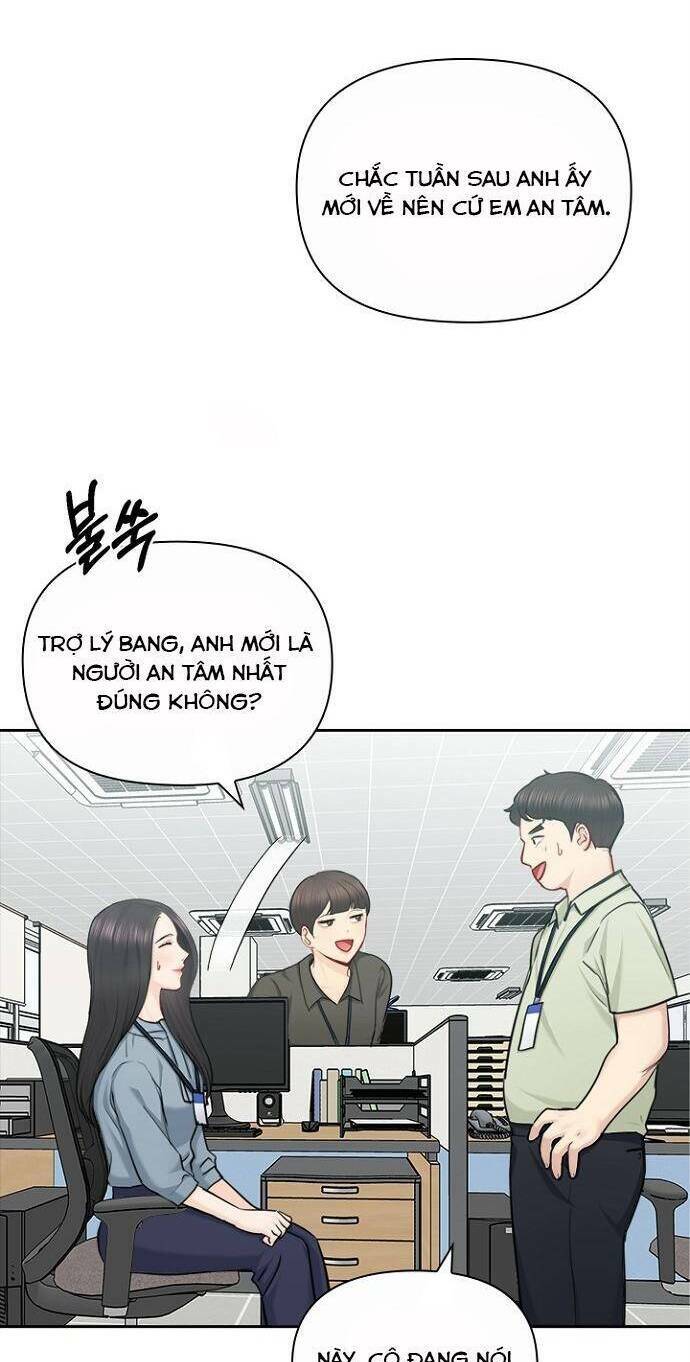 CHẮC TUẦN SAU ANH ẤY
MỚI VỀ NÊN CỨ EM AN TÂM.
불쑥
TRỢ LÝ BANG, ANH MỚI LÀ
NGƯỜI AN TÂM NHẤT
ĐÚNG KHÔNG?
NÀY, CÔ ĐANG NÓI